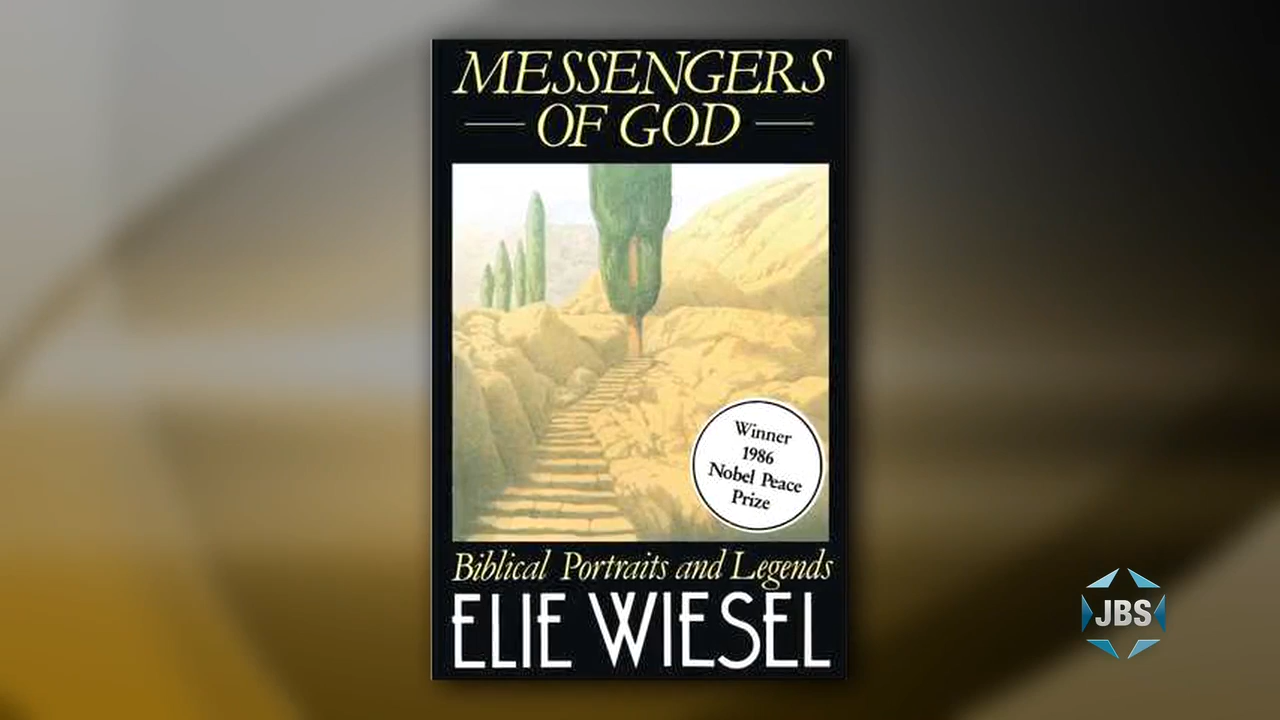 MESSENGERS
OF GOD
Winner
1986
Nobel Peace
Prize
Biblical Portraits and Legends
ELIE WIESEL
JBS